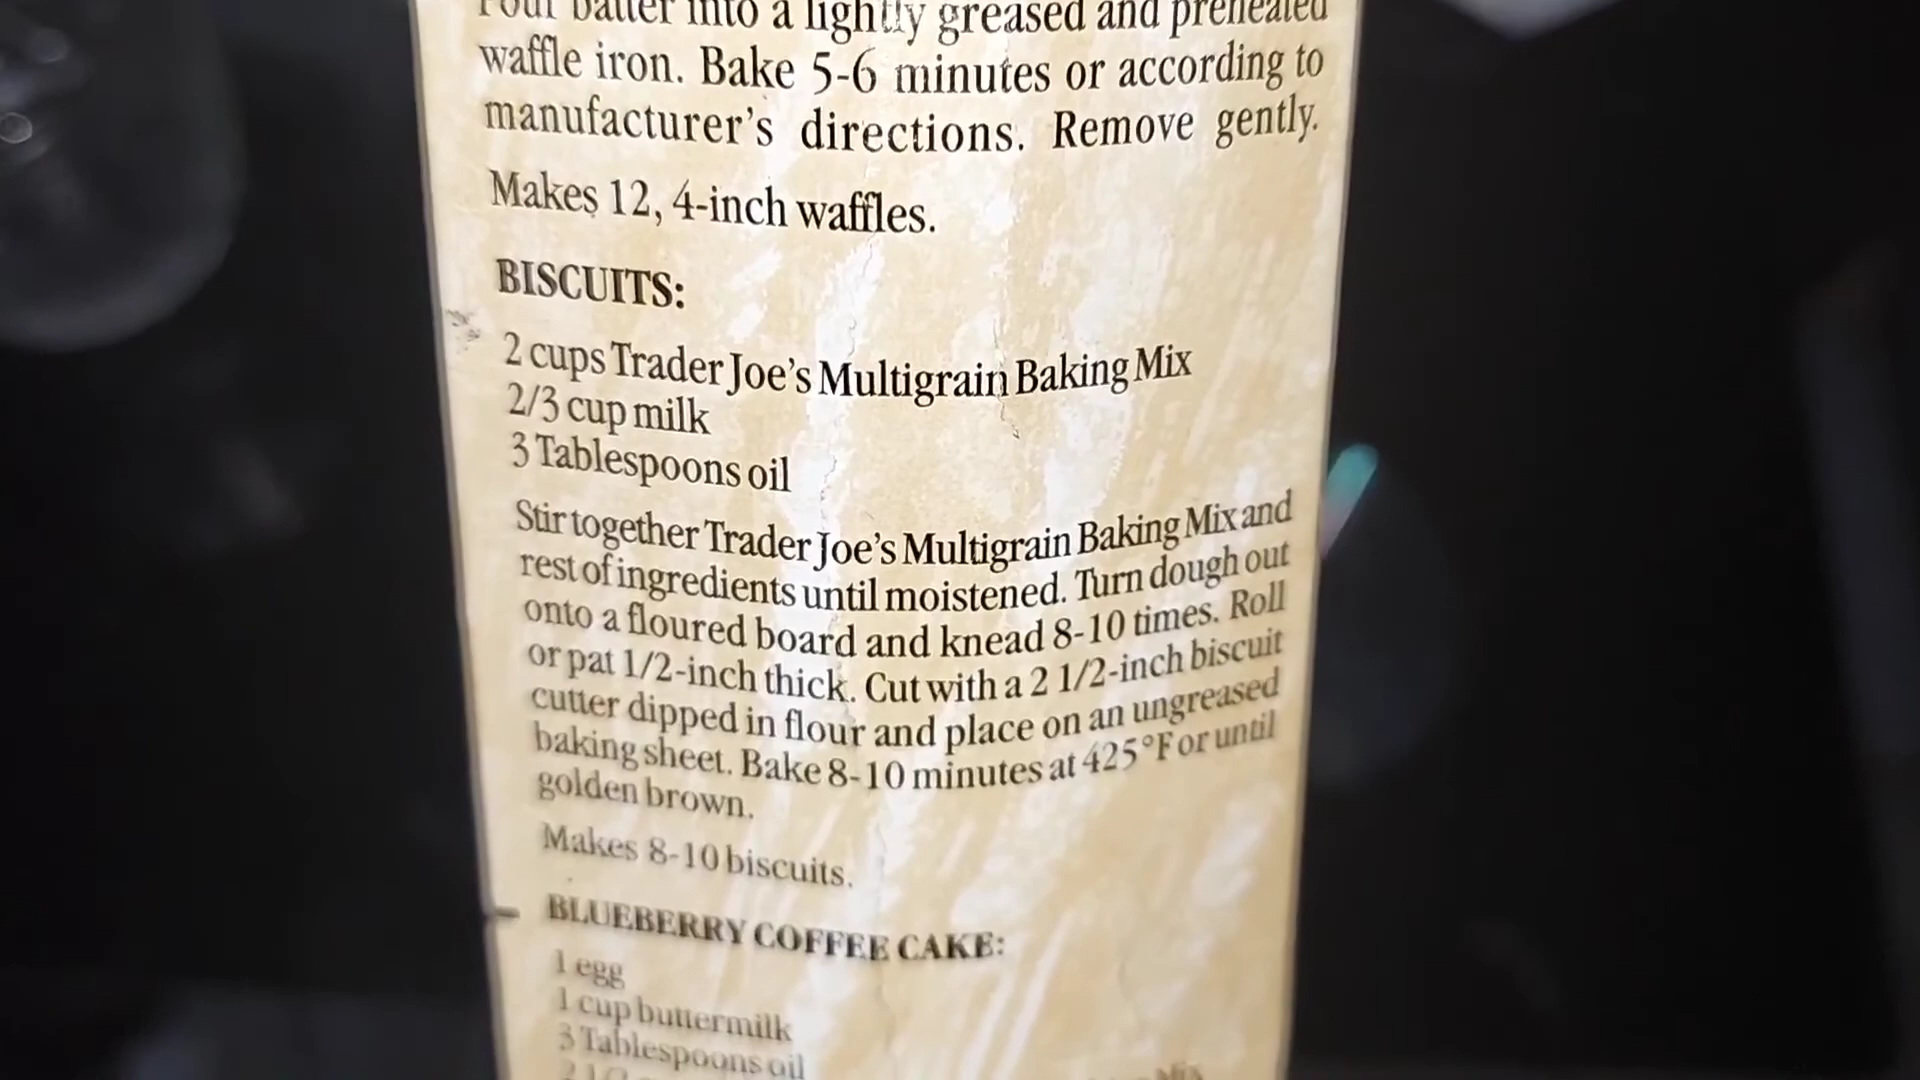 Pour batter into a lightly greased and preheated
waffle iron. Bake 5-6 minutes or according to
manufacturer's directions. Remove gently.
Makes 12, 4-inch waffles.
BISCUITS:
2 cups Trader Joe's Multigrain Baking Mix
2/3 cup milk
3 Tablespoons oil
Stir together Trader Joe's Multigrain Baking Mix and
rest of ingredients until moistened. Turn dough out
onto a floured board and knead 8-10 times. Roll
or pat 1/2-inch thick. Cut with a 2 1/2-inch biscuit
cutter dipped in flour and place on an ungreased
baking sheet. Bake 8-10 minutes at 425°F or until
golden brown.
Makes 8-10 biscuits.
BLUEBERRY COFFEE CAKE:
1 egg
1 cup buttermilk
3 Tablespoons oil
Mix